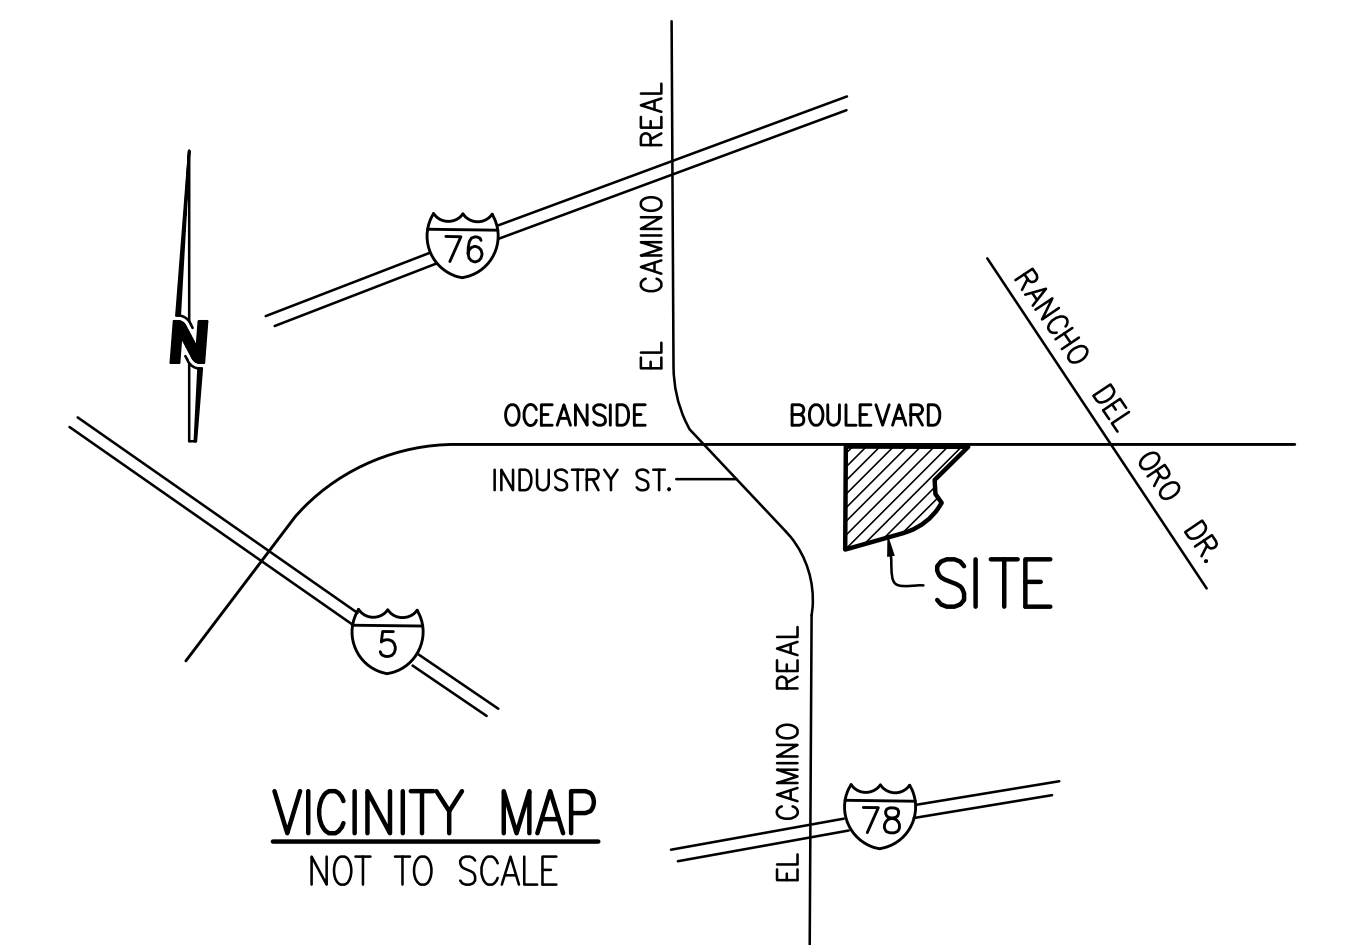 EL CAMINO REAL
76
N
RANCHO DEL ORO DR.
OCEANSIDE BOULEVARD
INDUSTRY ST.
SITE
5
EL CAMINO REAL
78
VICINITY MAP
NOT TO SCALE